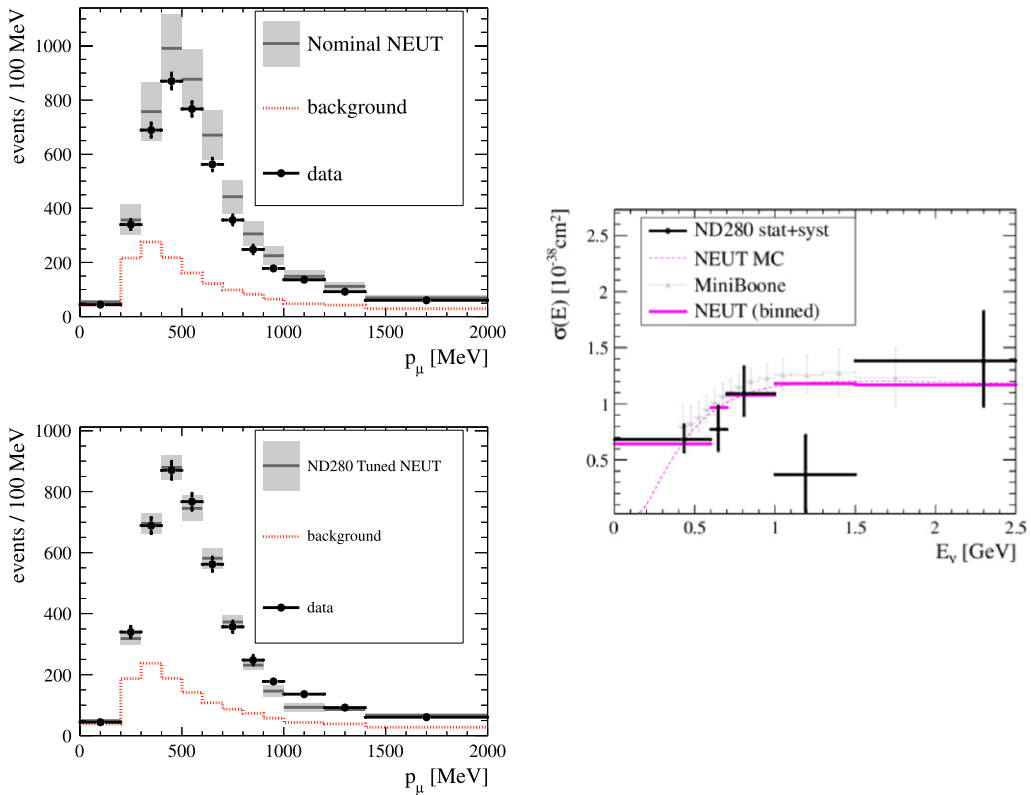 events / 100 MeV
1000
800
600
400
200
0
0 500 1000 1500 2000
p_μ [MeV]
Nominal NEUT
background
data
events / 100 MeV
1000
800
600
400
200
0
0 500 1000 1500 2000
p_μ [MeV]
ND280 Tuned NEUT
background
data
σ(E) [10⁻³⁸cm²]
2.5
2
1.5
1
0.5
0 0.5 1 1.5 2 2.5
E_ν [GeV]
ND280 stat+syst
NEUT MC
MiniBoone
NEUT (binned)